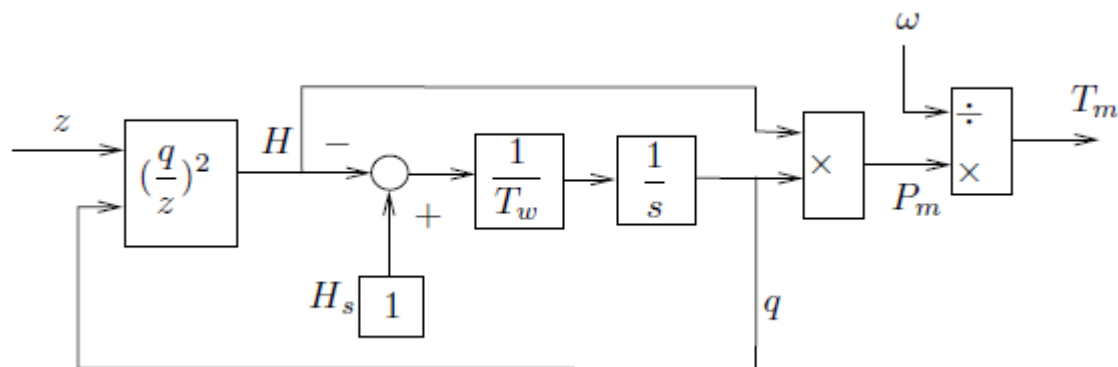 ω
z
(q/z)²
H
−
+
1/T_w
1/s
×
P_m
÷
×
T_m
H_s
1
q